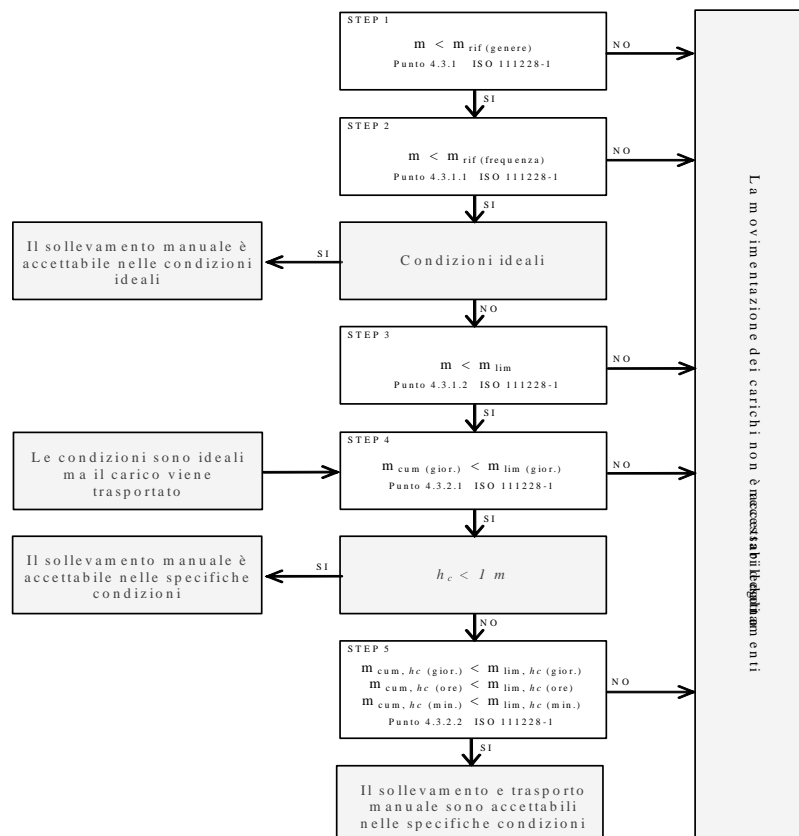 STEP 1
m < m rif (genere)
Punto 4.3.1 ISO 111228-1
NO
SI
STEP 2
m < m rif (frequenza)
Punto 4.3.1.1 ISO 111228-1
NO
SI
Il sollevamento manuale è
accettabile nelle condizioni
ideali
SI
Condizioni ideali
NO
STEP 3
m < m lim
Punto 4.3.1.2 ISO 111228-1
NO
SI
Le condizioni sono ideali
ma il carico viene
trasportato
STEP 4
m cum (gior.) < m lim (gior.)
Punto 4.3.2.1 ISO 111228-1
NO
SI
Il sollevamento manuale è
accettabile nelle specifiche
condizioni
SI
h c < 1 m
NO
STEP 5
m cum, hc (gior.) < m lim, hc (gior.)
m cum, hc (ore) < m lim, hc (ore)
m cum, hc (min.) < m lim, hc (min.)
Punto 4.3.2.2 ISO 111228-1
NO
SI
Il sollevamento e trasporto
manuale sono accettabili
nelle specifiche condizioni
La movimentazione dei carichi non è